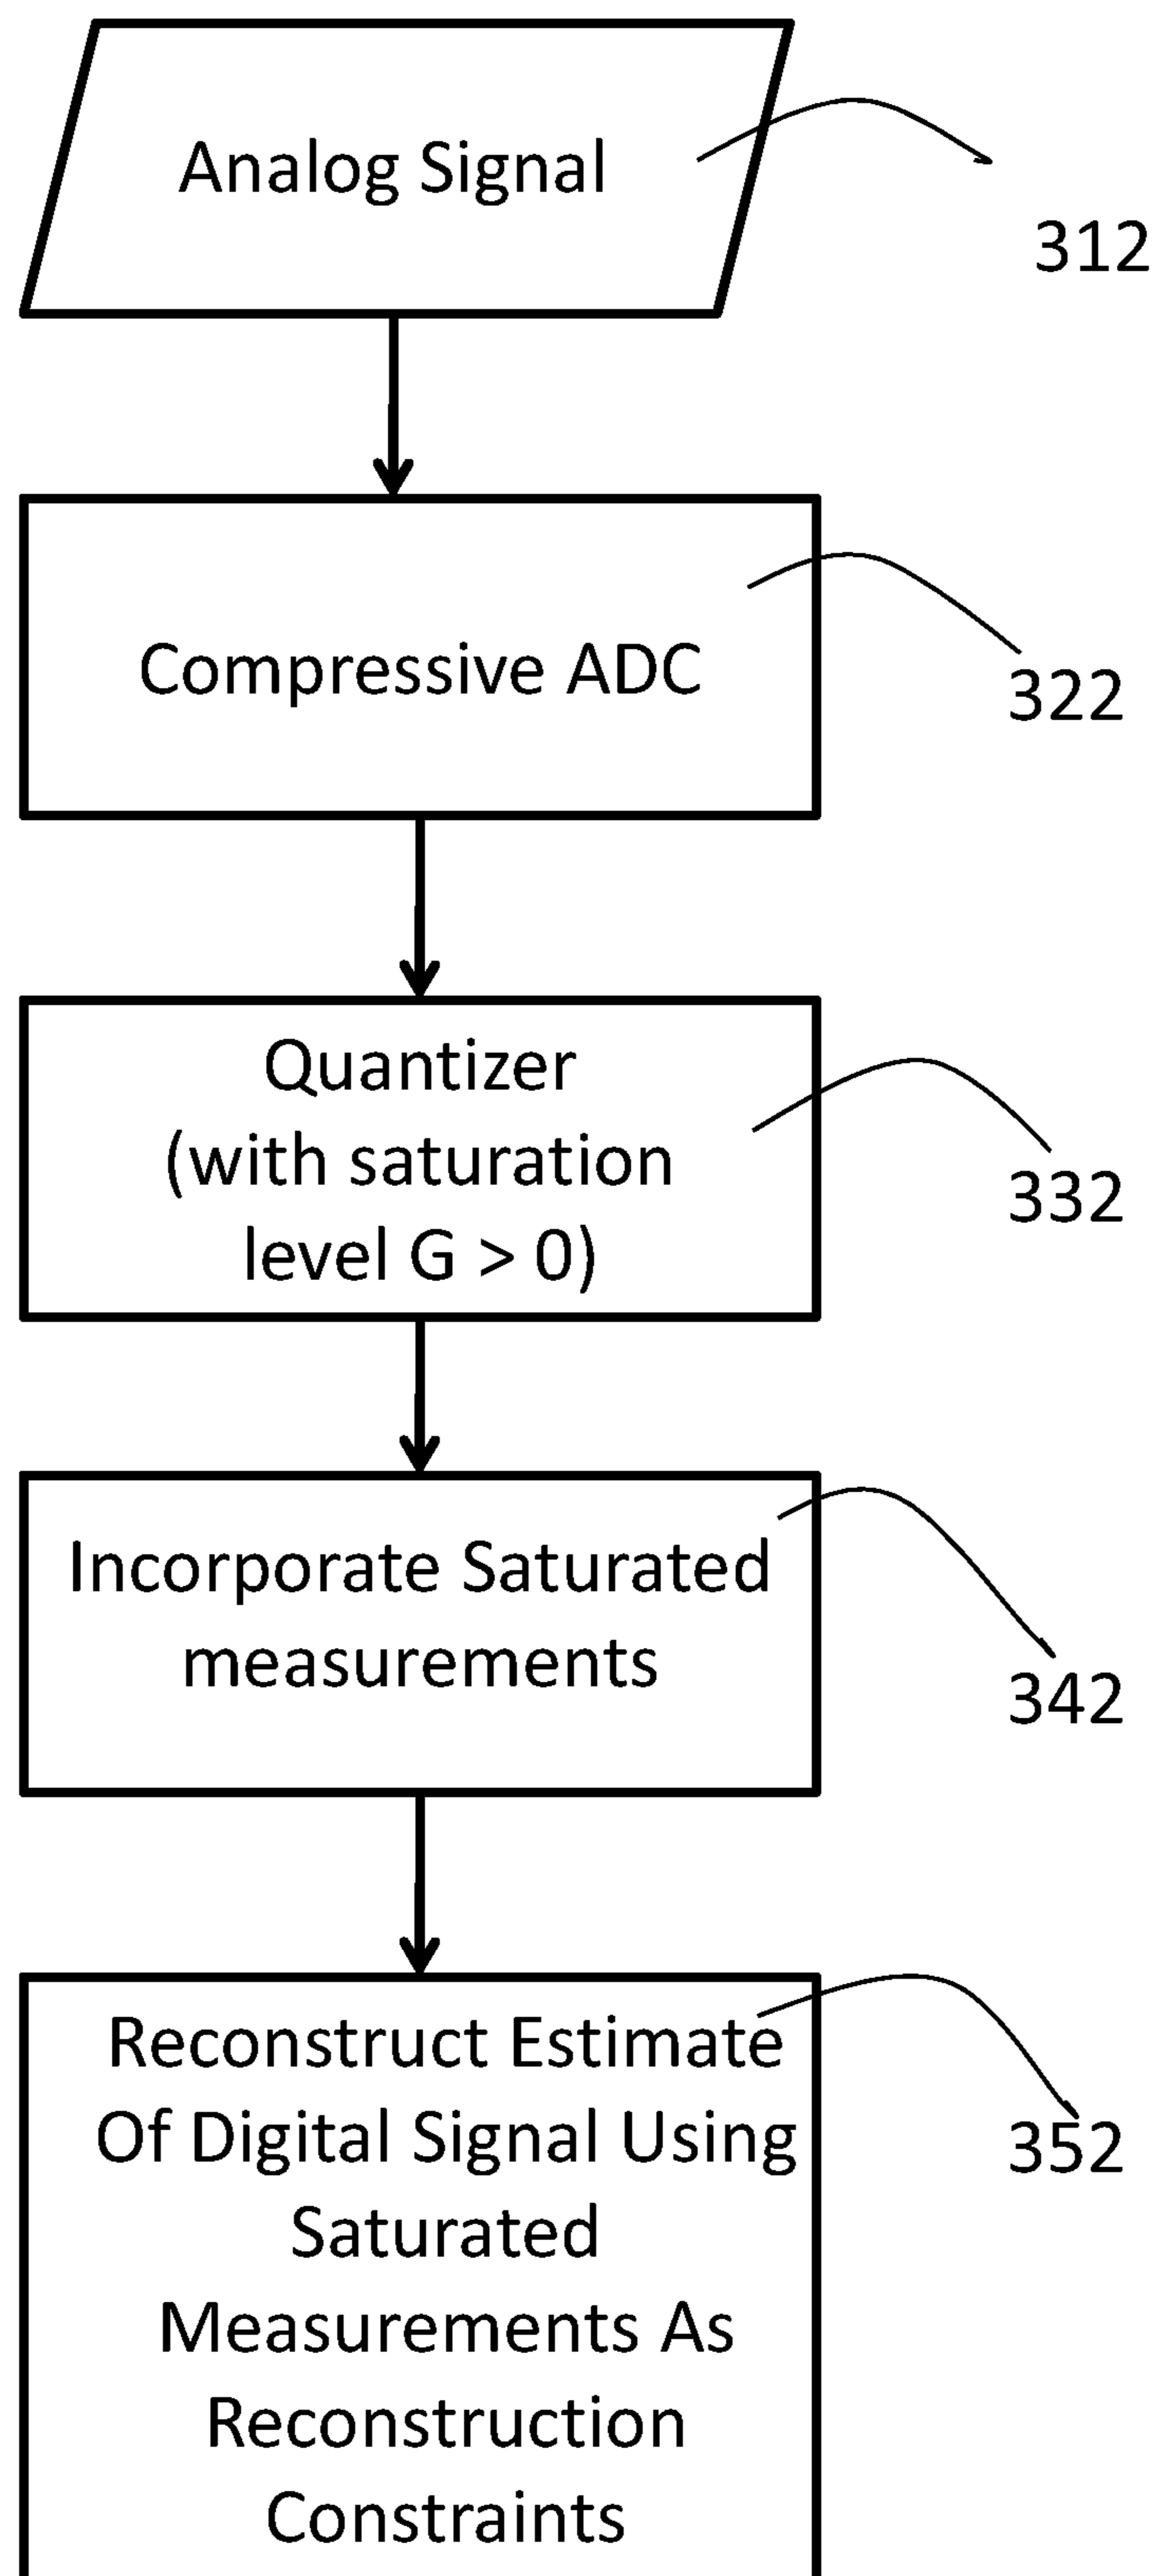 Analog Signal
312
Compressive ADC
322
Quantizer
(with saturation
level G > 0)
332
Incorporate Saturated
measurements
342
Reconstruct Estimate
Of Digital Signal Using
Saturated
Measurements As
Reconstruction
Constraints
352